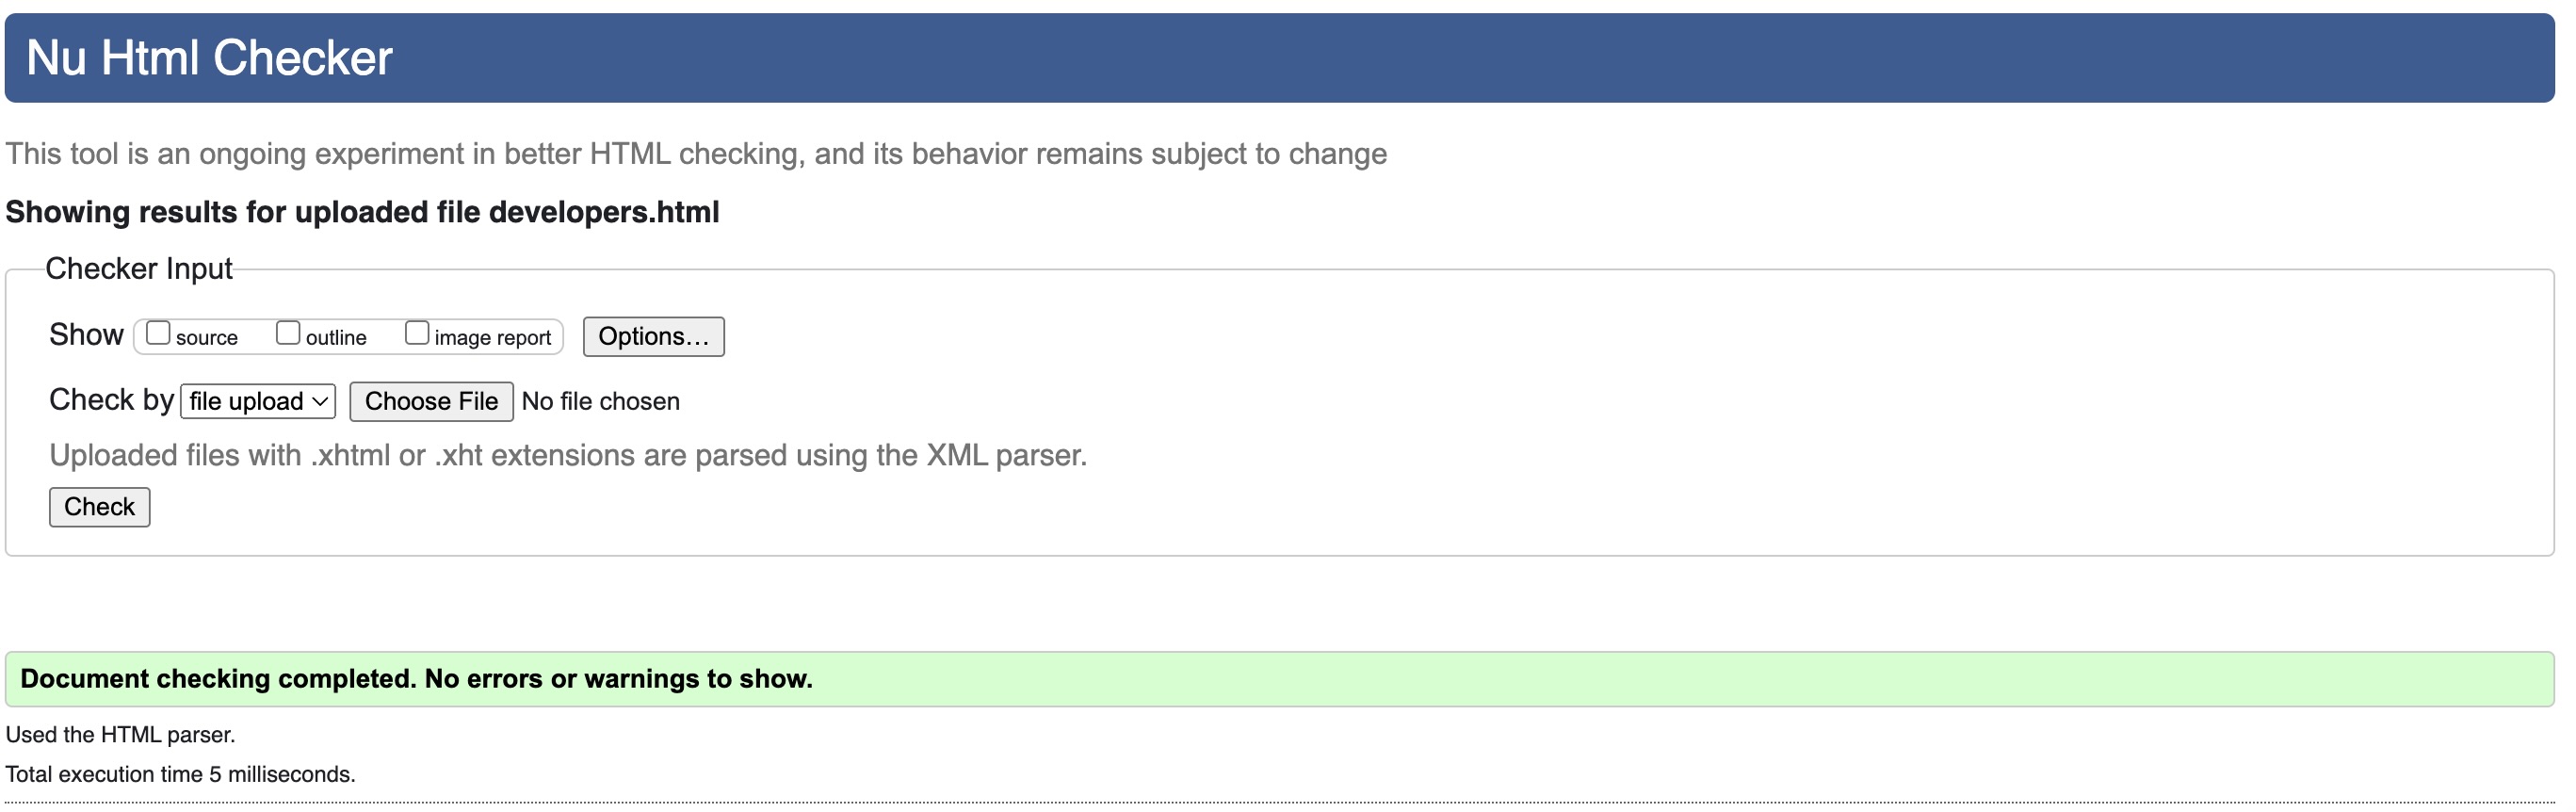 Nu Html Checker
This tool is an ongoing experiment in better HTML checking, and its behavior remains subject to change
Showing results for uploaded file developers.html
Checker Input
Show source outline image report Options...
Check by file upload Choose File No file chosen
Uploaded files with .xhtml or .xht extensions are parsed using the XML parser.
Check
Document checking completed. No errors or warnings to show.
Used the HTML parser.
Total execution time 5 milliseconds.